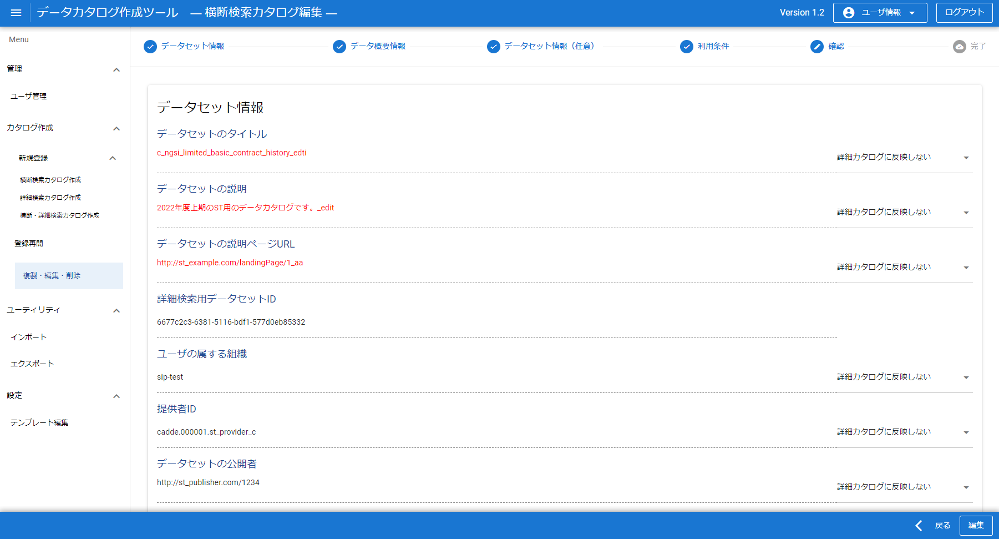 データカタログ作成ツール ― 横断検索カタログ編集 ―
Version 1.2
ユーザ情報
ログアウト
Menu
管理
ユーザ管理
カタログ作成
新規登録
横断検索カタログ作成
詳細検索カタログ作成
横断・詳細検索カタログ作成
登録再開
複製・編集・削除
ユーティリティ
インポート
エクスポート
設定
テンプレート編集
データセット情報
データ概要情報
データセット情報（任意）
利用条件
確認
完了
データセット情報
データセットのタイトル
c_ngsi_limited_basic_contract_history_edti
詳細カタログに反映しない
データセットの説明
2022年度上期のST用のデータカタログです。_edit
詳細カタログに反映しない
データセットの説明ページURL
http://st_example.com/landingPage/1_aa
詳細カタログに反映しない
詳細検索用データセットID
6677c2c3-6381-5116-bdf1-577d0eb85332
ユーザの属する組織
sip-test
詳細カタログに反映しない
提供者ID
cadde.000001.st_provider_c
詳細カタログに反映しない
データセットの公開者
http://st_publisher.com/1234
詳細カタログに反映しない
戻る
編集